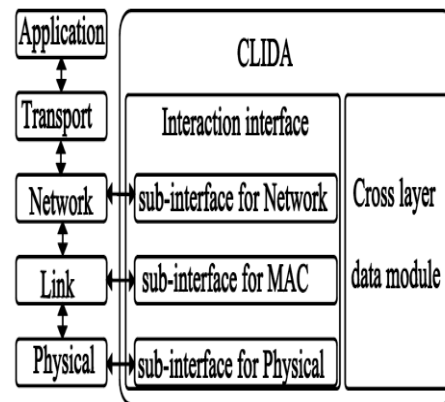 Application
Transport
Network
Link
Physical
CLIDA
Interaction interface
sub-interface for Network
sub-interface for MAC
sub-interface for Physical
Cross layer
data module